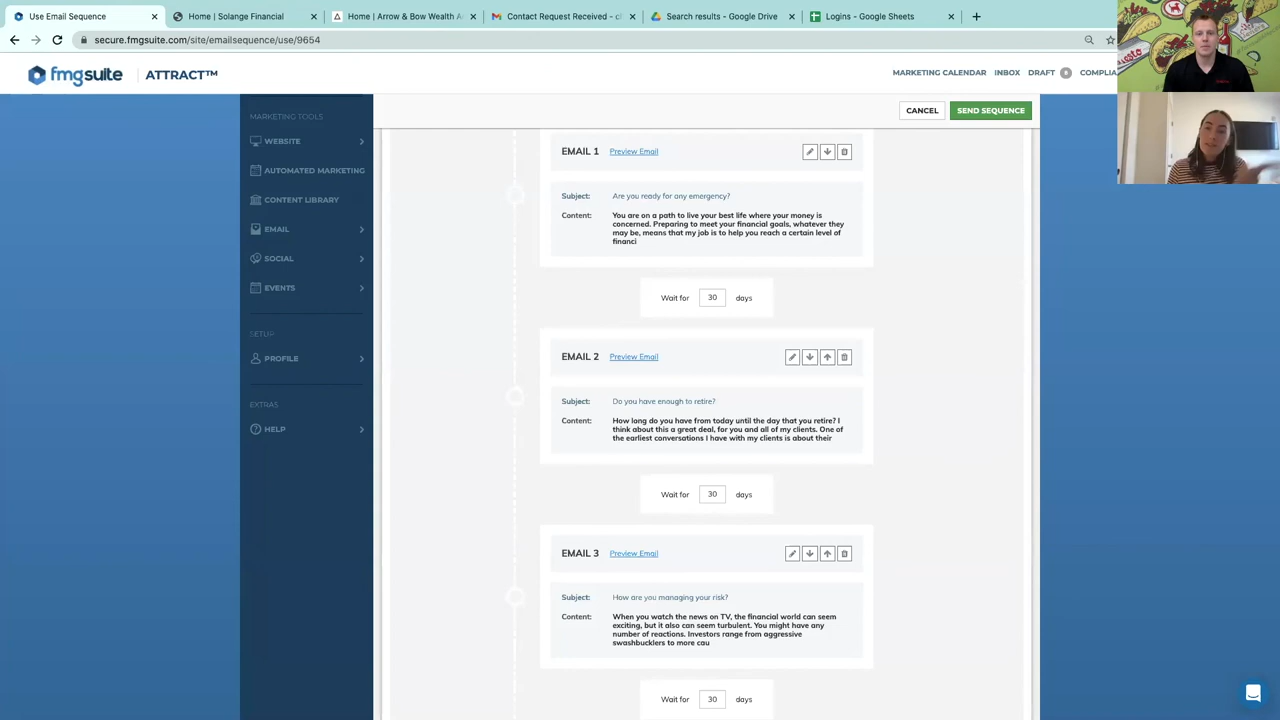 Use Email Sequence
Home | Solange Financial
Home | Arrow & Bow Wealth A
Contact Request Received - cl
Search results - Google Drive
Logins - Google Sheets
secure.fmgsuite.com/site/emailsequence/use/9654
fmgsuite
ATTRACT™
MARKETING CALENDAR
INBOX
DRAFT
COMPLIA
CANCEL
SEND SEQUENCE
MARKETING TOOLS
WEBSITE
AUTOMATED MARKETING
CONTENT LIBRARY
EMAIL
SOCIAL
EVENTS
SETUP
PROFILE
EXTRAS
HELP
EMAIL 1 Preview Email
Subject: Are you ready for any emergency?
Content: You are on a path to live your best life where your money is
concerned. Preparing to meet your financial goals, whatever they
may be, means that my job is to help you reach a certain level of
financi
Wait for 30 days
EMAIL 2 Preview Email
Subject: Do you have enough to retire?
Content: How long do you have from today until the day that you retire? I
think about this a great deal, for you and all of my clients. One of
the earliest conversations I have with my clients is about their
Wait for 30 days
EMAIL 3 Preview Email
Subject: How are you managing your risk?
Content: When you watch the news on TV, the financial world can seem
exciting, but it also can seem turbulent. You might have any
number of reactions. Investors range from aggressive
swashbucklers to more cau
Wait for 30 days